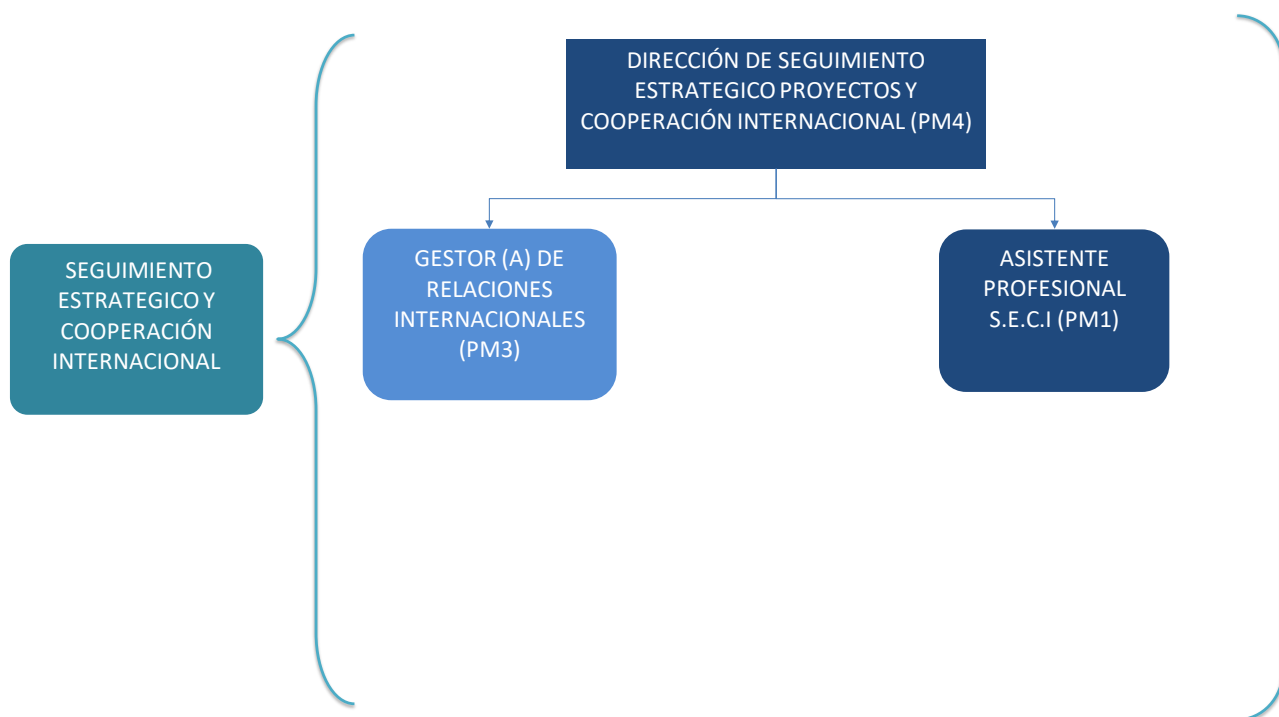 DIRECCIÓN DE SEGUIMIENTO
ESTRATEGICO PROYECTOS Y
COOPERACIÓN INTERNACIONAL (PM4)
SEGUIMIENTO
ESTRATEGICO Y
COOPERACIÓN
INTERNACIONAL
GESTOR (A) DE
RELACIONES
INTERNACIONALES
(PM3)
ASISTENTE
PROFESIONAL
S.E.C.I (PM1)